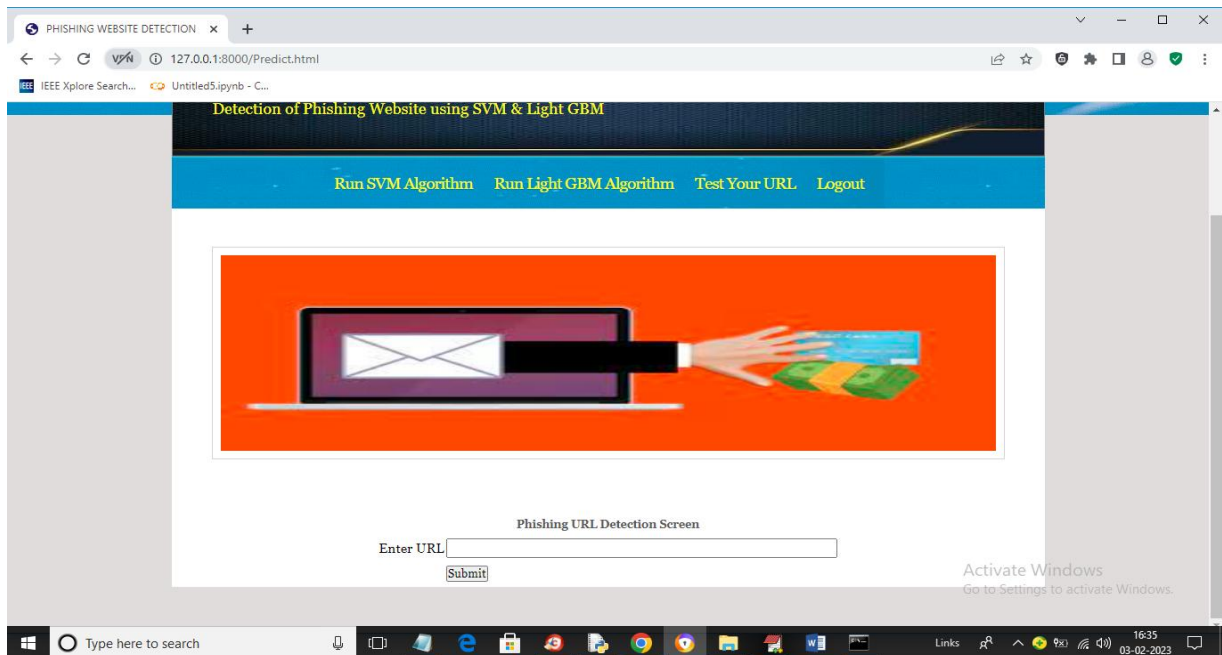 PHISHING WEBSITE DETECTION
VPN
127.0.0.1:8000/Predict.html
IEEE
IEEE Xplore Search...
Untitled5.ipynb - C...
Detection of Phishing Website using SVM & Light GBM
Run SVM Algorithm Run Light GBM Algorithm Test Your URL Logout
Phishing URL Detection Screen
Enter URL
Submit
Activate Windows
Go to Settings to activate Windows.
Type here to search
Links
16:35
03-02-2023